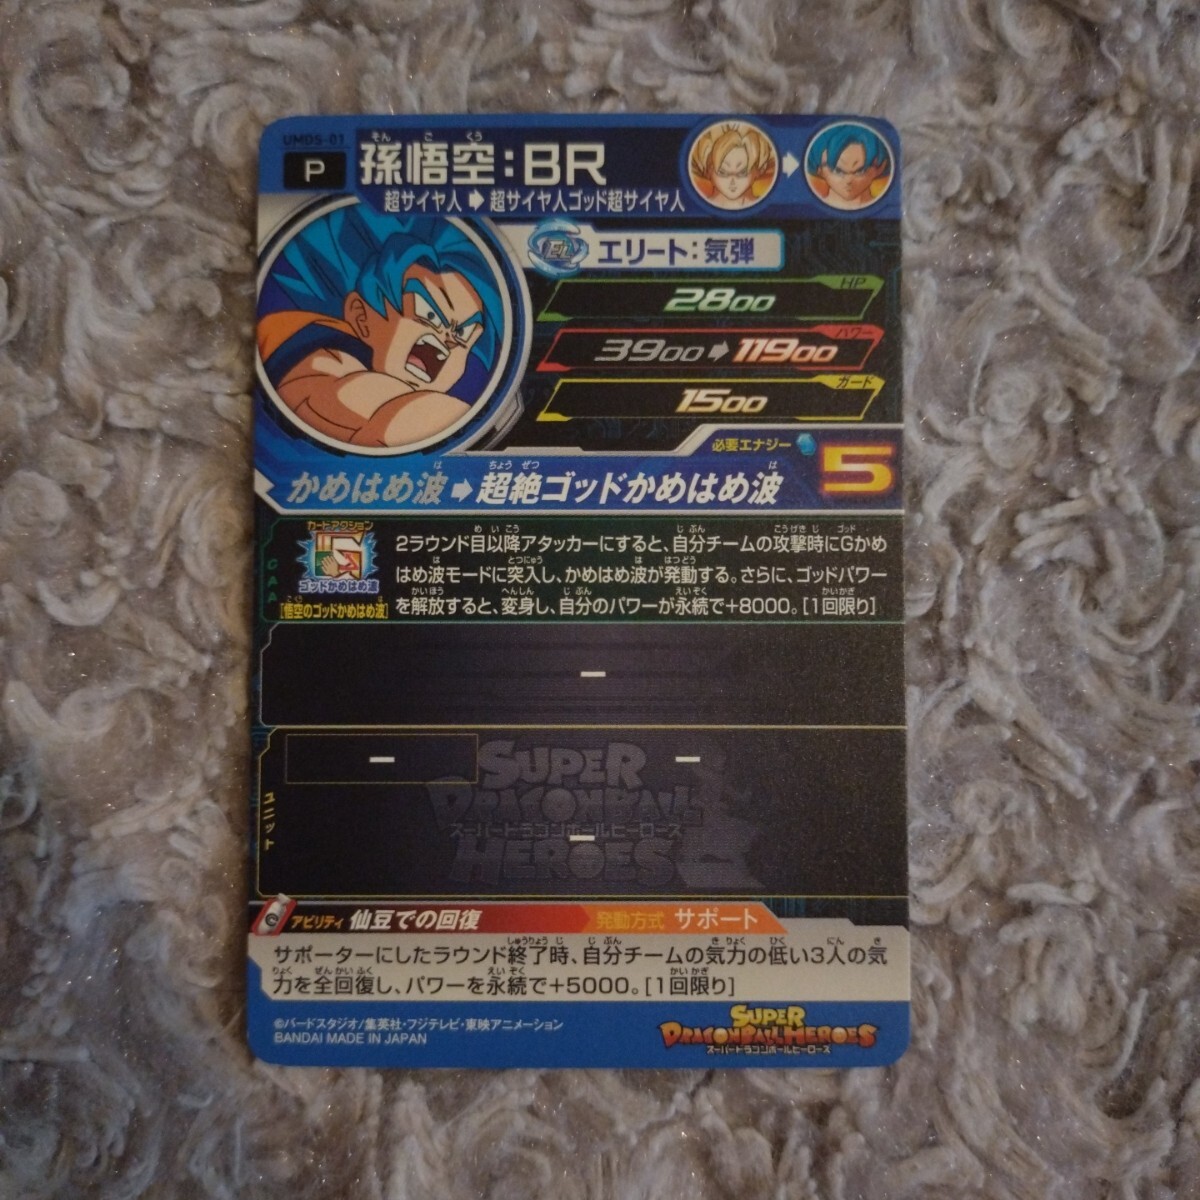 UMDS-01
P
孫悟空:BR
そん ご くう
超サイヤ人➡超サイヤ人ゴッド超サイヤ人
EL エリート:気弾
HP
2800
パワー
3900➡11900
ガード
1500
必要エナジー 5
かめはめ波➡超絶ゴッドかめはめ波
CAA
カードアクション
ゴッドかめはめ波
[悟空のゴッドかめはめ波]
2ラウンド目以降アタッカーにすると、自分チームの攻撃時にGかめ
はめ波モードに突入し、かめはめ波が発動する。さらに、ゴッドパワー
を解放すると、変身し、自分のパワーが永続で+8000。[1回限り]
ー
ユニット
ー ー
SUPER
DRAGONBALL
スーパードラゴンボールヒーローズ
HEROES
ー
アビリティ 仙豆での回復 発動方式 サポート
サポーターにしたラウンド終了時、自分チームの気力の低い3人の気
力を全回復し、パワーを永続で+5000。[1回限り]
©バードスタジオ/集英社・フジテレビ・東映アニメーション
BANDAI MADE IN JAPAN
SUPER
DRAGONBALL HEROES
スーパードラゴンボールヒーローズ